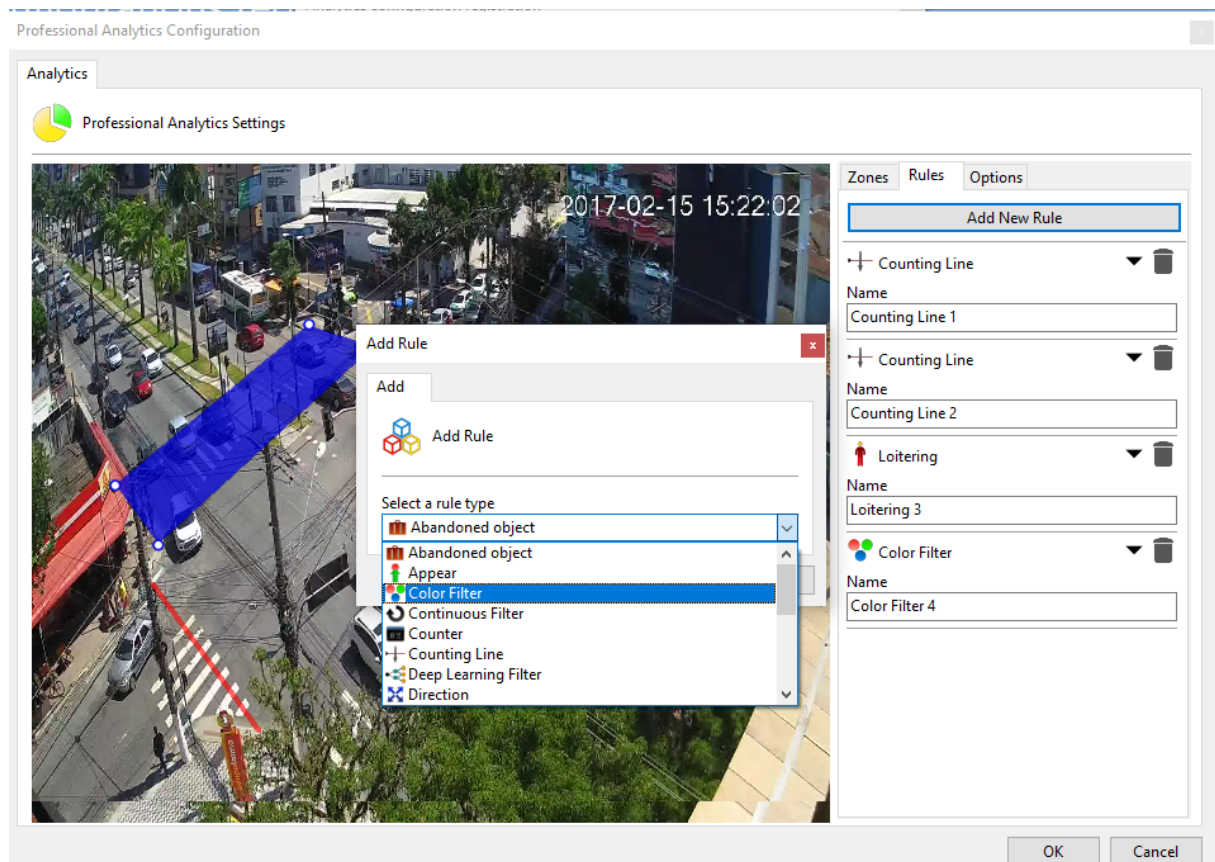 Professional Analytics Configuration
x
Analytics
Professional Analytics Settings
2017-02-15 15:22:02
Zones Rules Options
Add New Rule
Counting Line
Name
Counting Line 1
Counting Line
Name
Counting Line 2
Loitering
Name
Loitering 3
Color Filter
Name
Color Filter 4
Add Rule
x
Add
Add Rule
Select a rule type
Abandoned object
Abandoned object
Appear
Color Filter
Continuous Filter
Counter
Counting Line
Deep Learning Filter
Direction
OK Cancel